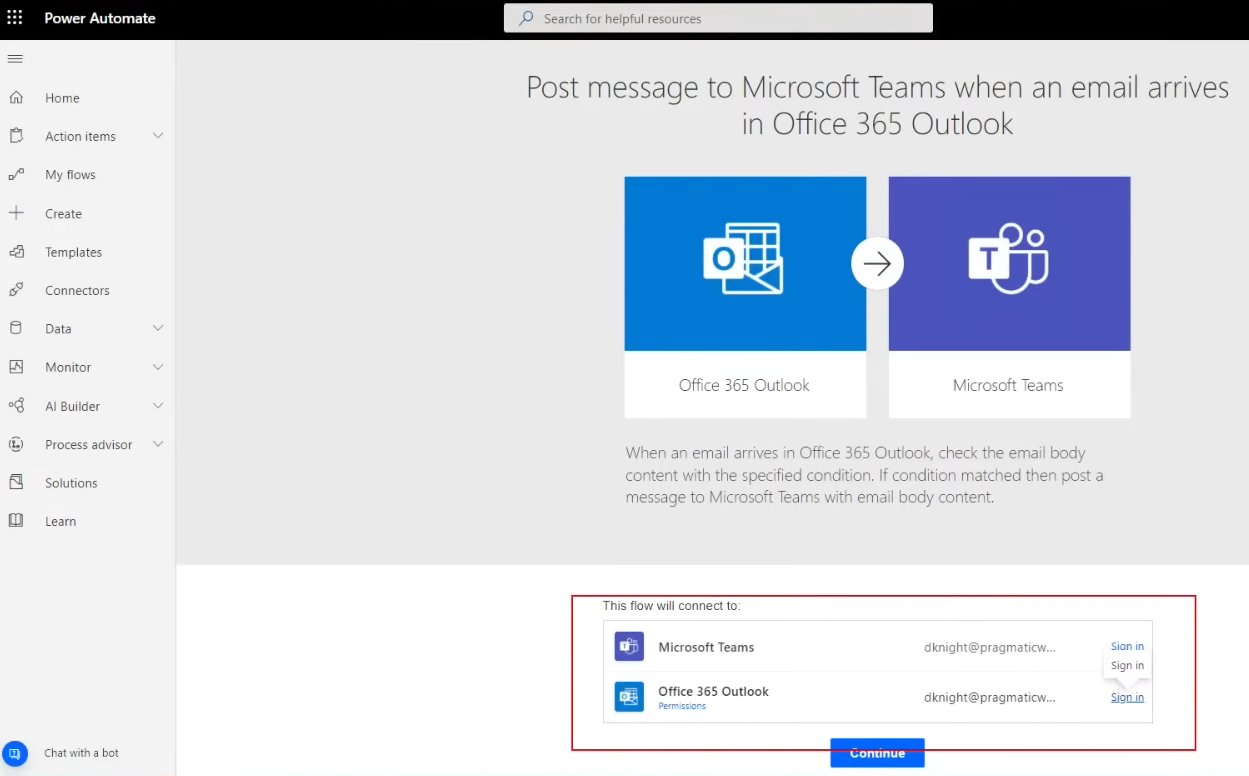 Power Automate
Search for helpful resources
Home
Action items
My flows
Create
Templates
Connectors
Data
Monitor
AI Builder
Process advisor
Solutions
Learn
Chat with a bot
Post message to Microsoft Teams when an email arrives
in Office 365 Outlook
Office 365 Outlook
Microsoft Teams
When an email arrives in Office 365 Outlook, check the email body
content with the specified condition. If condition matched then post a
message to Microsoft Teams with email body content.
This flow will connect to:
Microsoft Teams
dknight@pragmaticw...
Sign in
Sign in
Office 365 Outlook
Permissions
dknight@pragmaticw...
Sign in
Continue